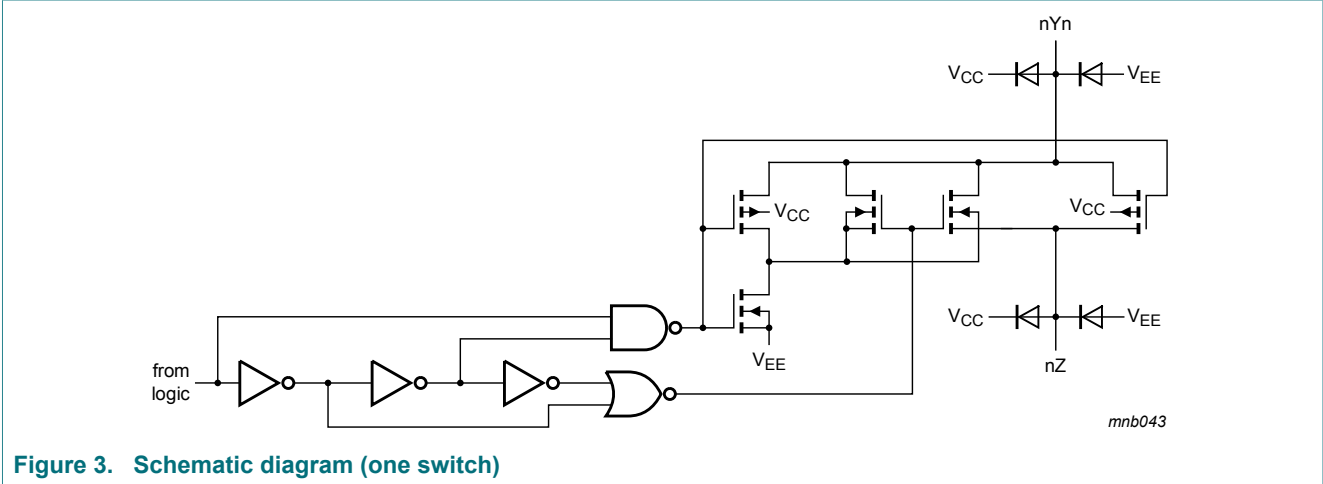 nYn
VCC
VEE
VCC
VCC
VCC
VEE
VEE
nZ
from
logic
mnb043
Figure 3. Schematic diagram (one switch)